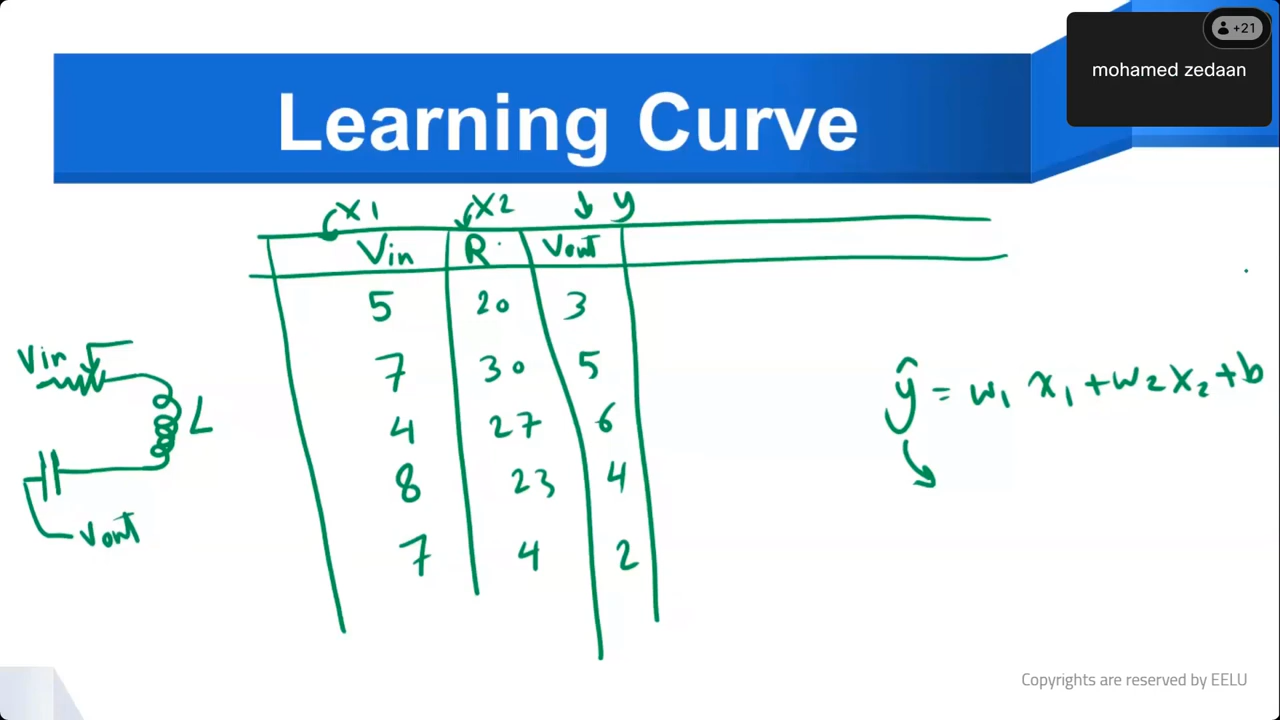 +21
mohamed zedaan
Learning Curve
X1 X2 y
Vin R Vout
5 20 3
7 30 5
4 27 6
8 23 4
7 4 2
Vin
L
Vout
ŷ = w₁ x₁ + w₂ x₂ + b
Copyrights are reserved by EELU